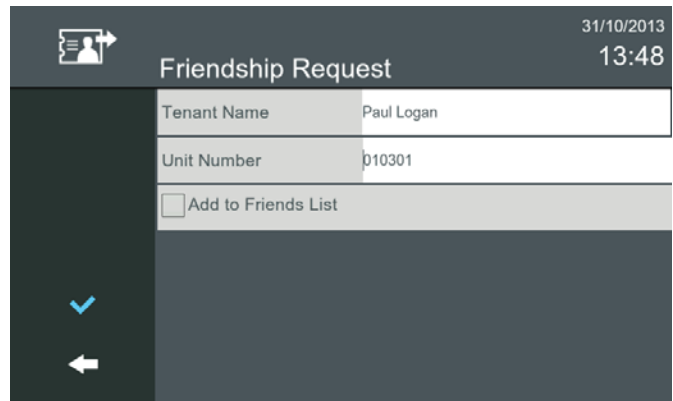 31/10/2013
13:48
Friendship Request
Tenant Name Paul Logan
Unit Number 010301
Add to Friends List